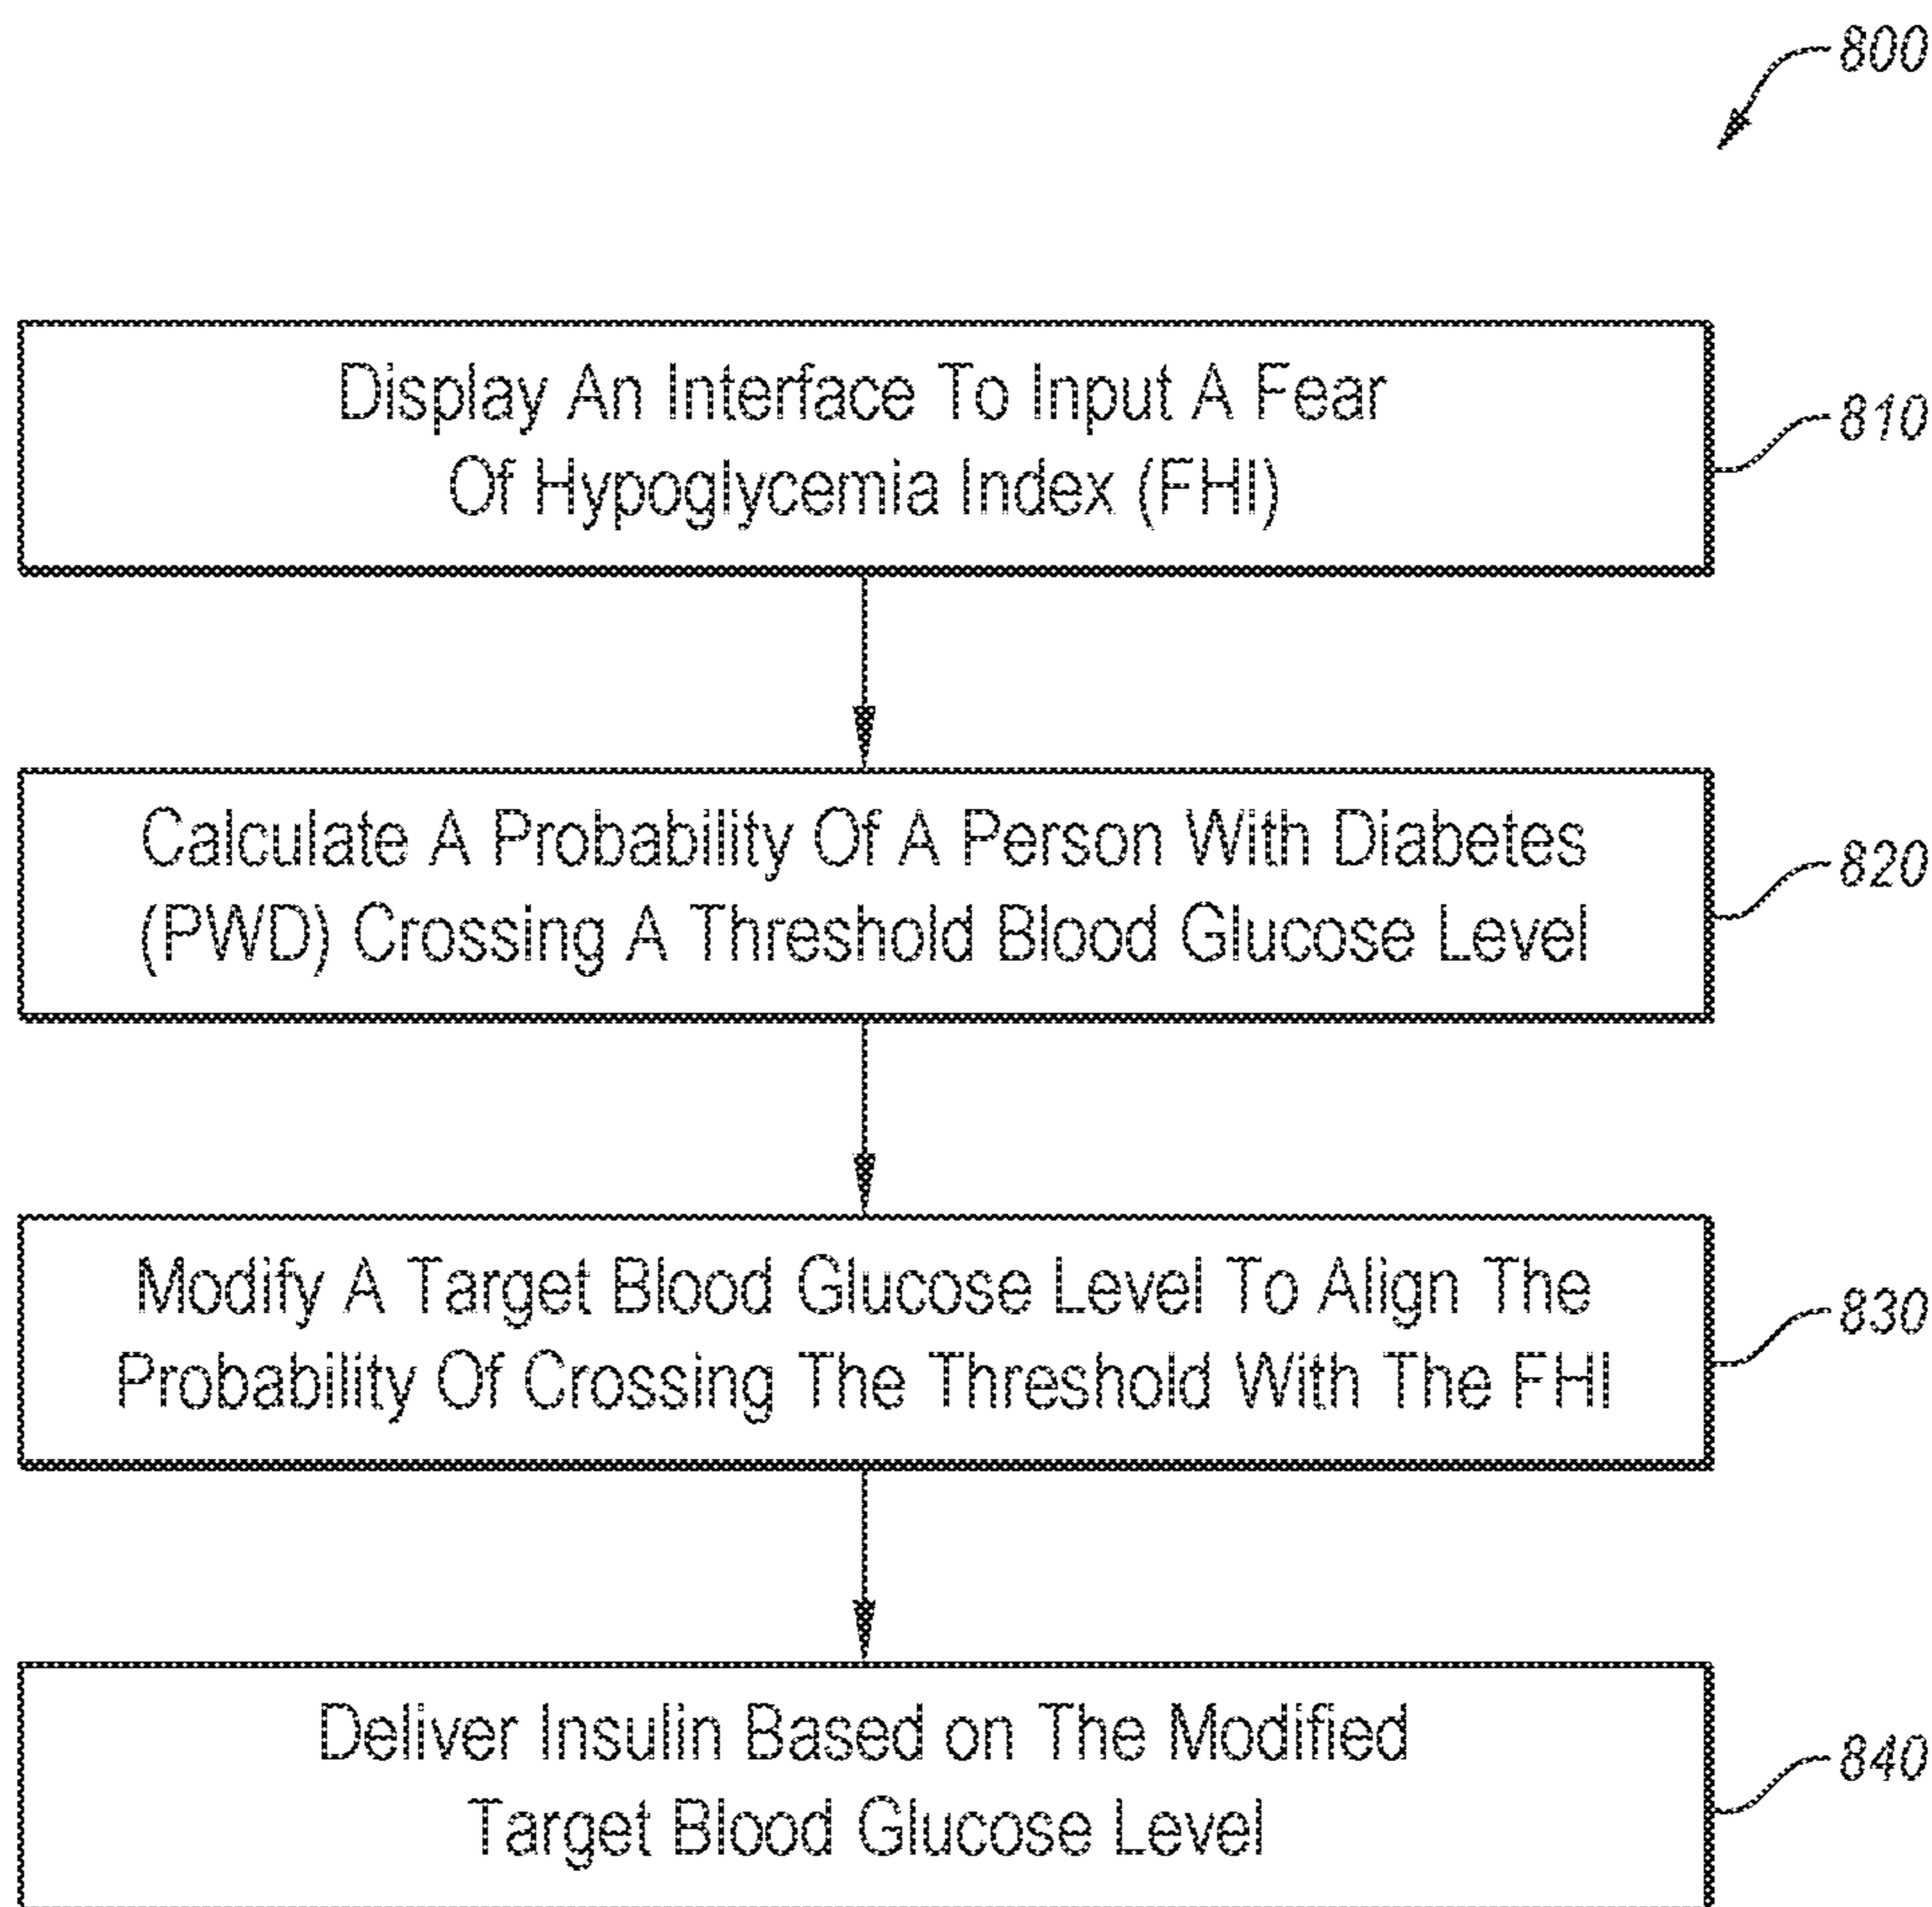 800
Display An Interface To Input A Fear
Of Hypoglycemia Index (FHI)
810
Calculate A Probability Of A Person With Diabetes
(PWD) Crossing A Threshold Blood Glucose Level
820
Modify A Target Blood Glucose Level To Align The
Probability Of Crossing The Threshold With The FHI
830
Deliver Insulin Based on The Modified
Target Blood Glucose Level
840